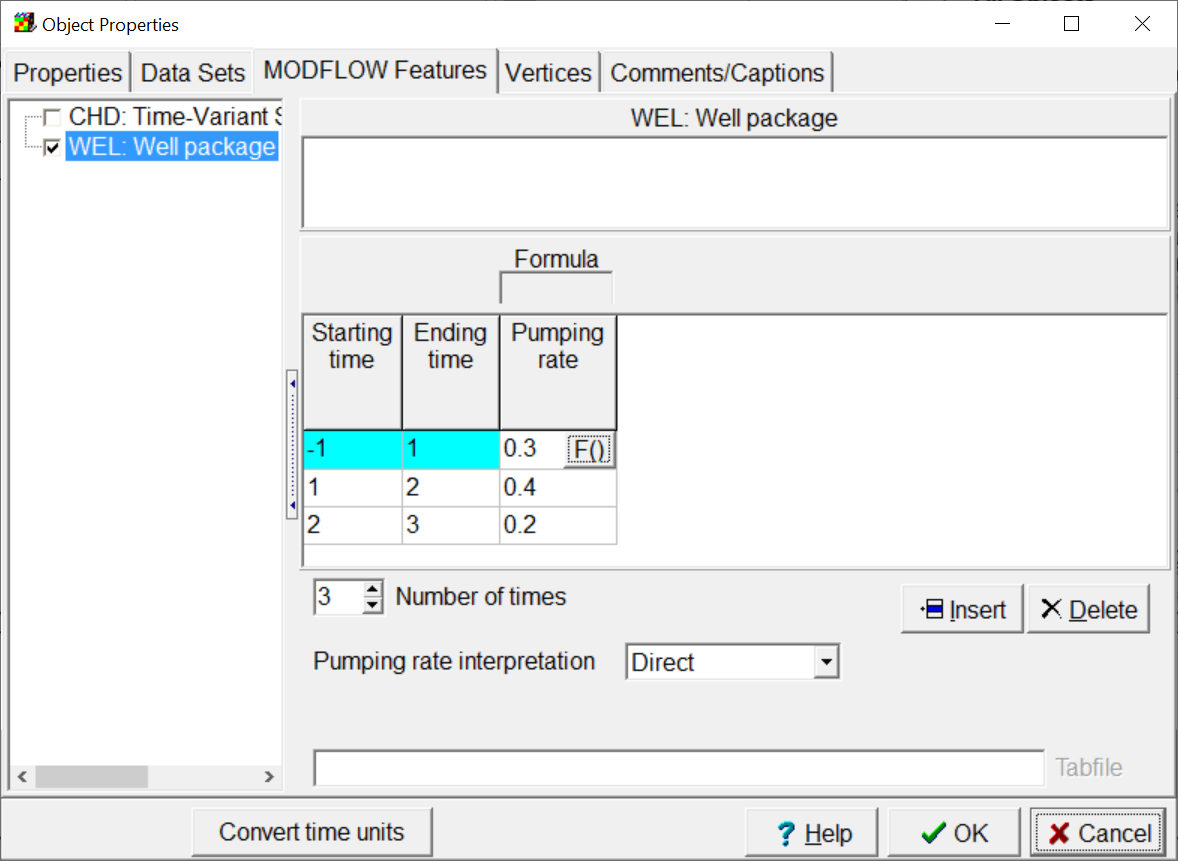 Object Properties
Properties Data Sets MODFLOW Features Vertices Comments/Captions
CHD: Time-Variant S
WEL: Well package
WEL: Well package
Formula
Starting time Ending time Pumping rate
-1 1 0.3 F()
1 2 0.4
2 3 0.2
3 Number of times
Insert Delete
Pumping rate interpretation Direct
Tabfile
Convert time units Help OK Cancel